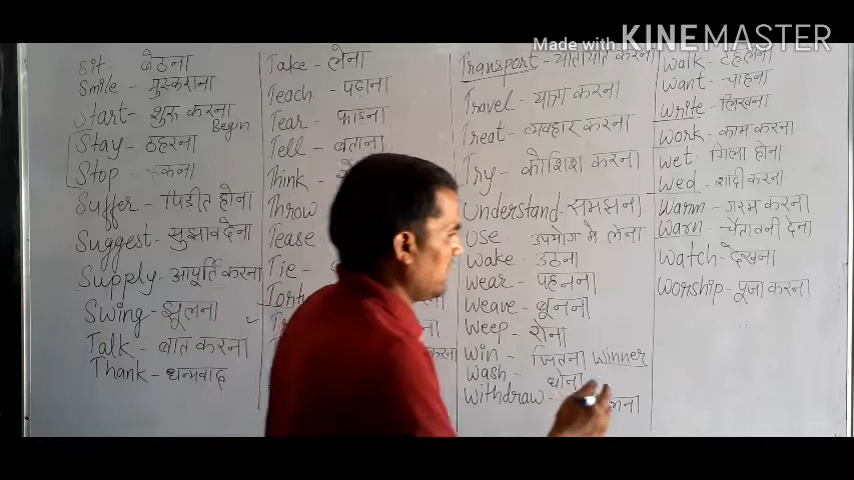 Made with KINEMASTER
Sit - बेठना
Smile - मुस्कराना
Start - शुरू करना
Begin
Stay - ठहरना
Stop - रूकना
Suffer - पिड़ीत होना
Suggest - सुझाव देना
Supply - आपूर्ति करना
Swing - झूलना
Talk - बात करना
Thank - धन्यवाद
Take - लेना
Teach - पढ़ाना
Tear - फाड़ना
Tell - बताना
Think -
Throw
Tease
Tie -
Transport - यातायात करना
Travel - यात्रा करना
Treat - व्यवहार करना
Try - कोशिश करना
Understand - समझना
Use - उपयोग मे लेना
Wake - उठना
Wear - पहनना
Weave - बूनना
Weep - रोना
Win - जितना Winner
Wash - धोना
Withdraw -
Walk - टहलना
Want - चाहना
Write - लिखना
Work - काम करना
Wet - गिला होना
Wed - शादी करना
Warm - गरम करना
Warn - चेतावनी देना
Watch - देखना
Worship - पूजा करना